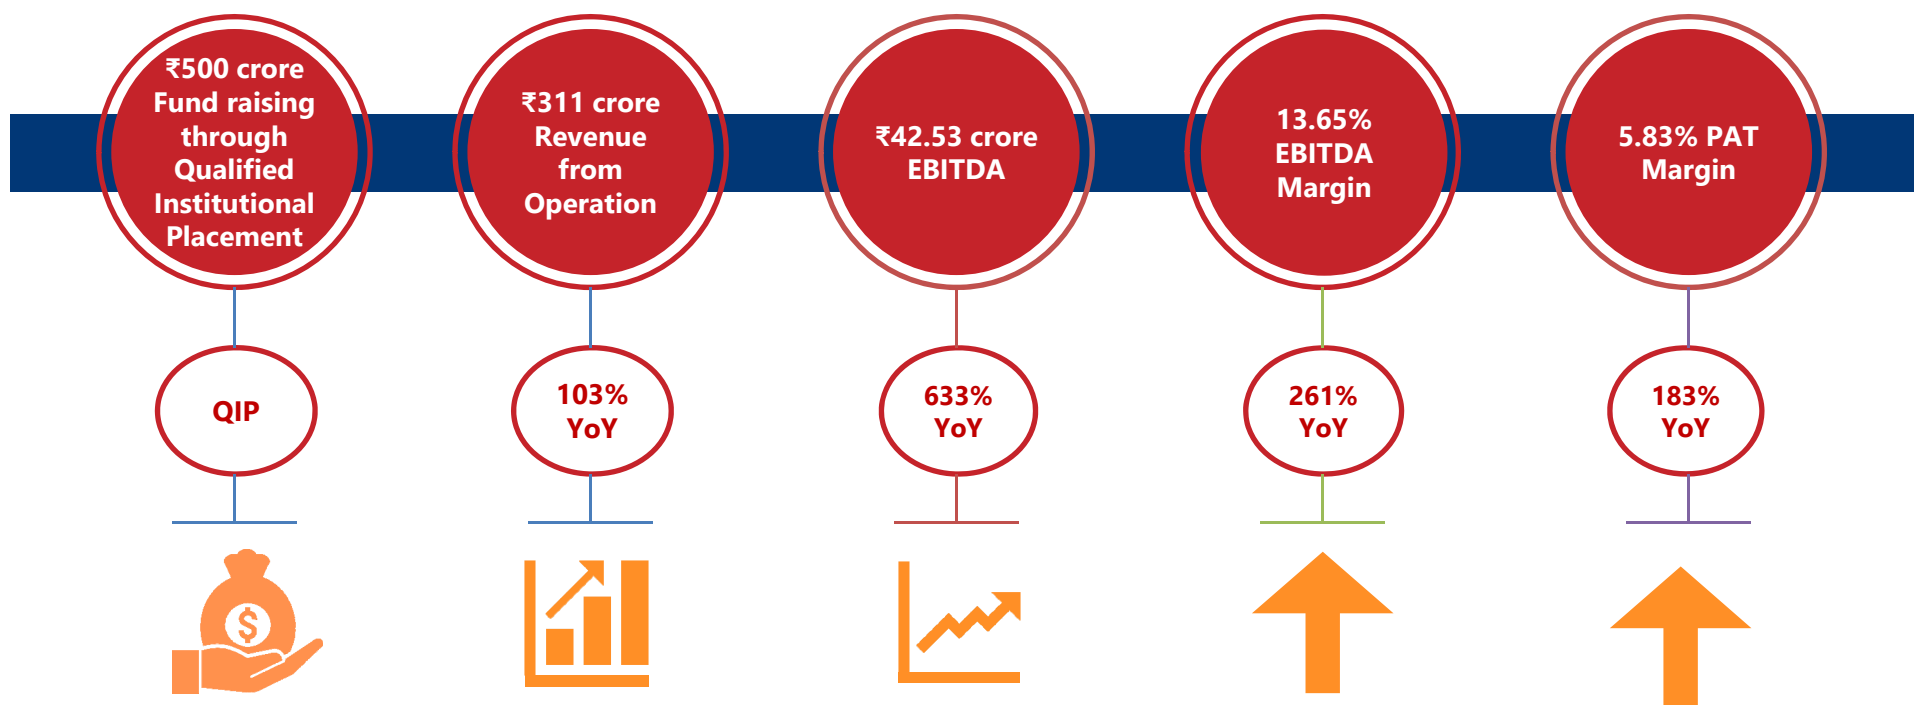 ₹500 crore
Fund raising
through
Qualified
Institutional
Placement
₹311 crore
Revenue
from
Operation
₹42.53 crore
EBITDA
13.65%
EBITDA
Margin
5.83% PAT
Margin
QIP
103%
YoY
633%
YoY
261%
YoY
183%
YoY
$